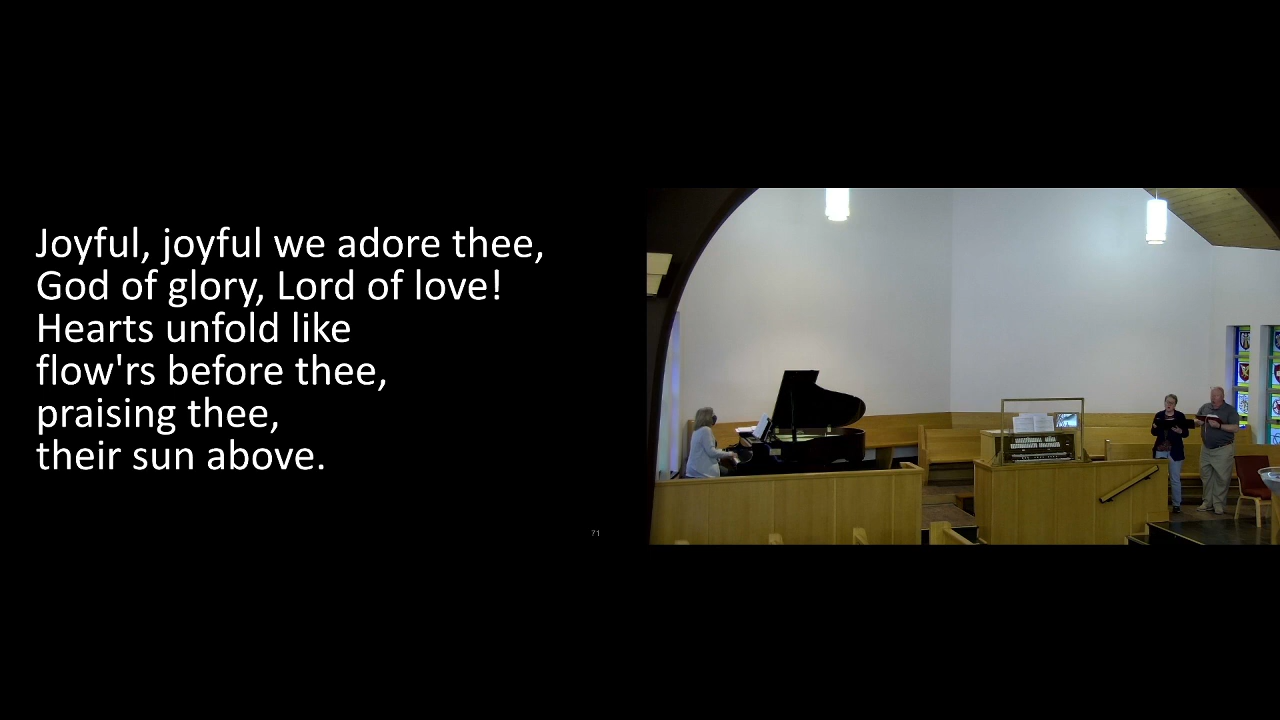 Joyful, joyful we adore thee,
God of glory, Lord of love!
Hearts unfold like
flow'rs before thee,
praising thee,
their sun above.
71